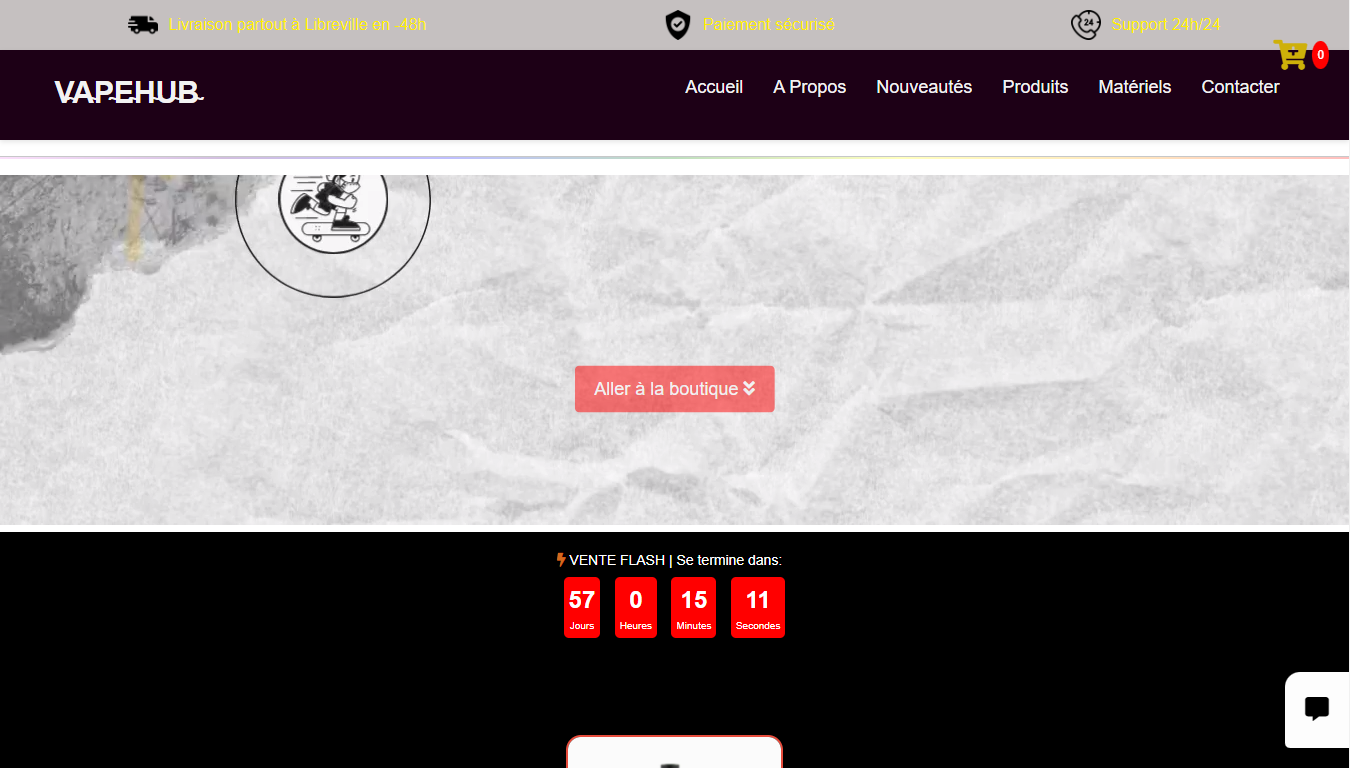 Livraison partout à Libreville en -48h
Paiement sécurisé
24
Support 24h/24
0
VAPEHUB
Accueil
A Propos
Nouveautés
Produits
Matériels
Contacter
Aller à la boutique
VENTE FLASH | Se termine dans:
57
0
15
11
Jours
Heures
Minutes
Secondes